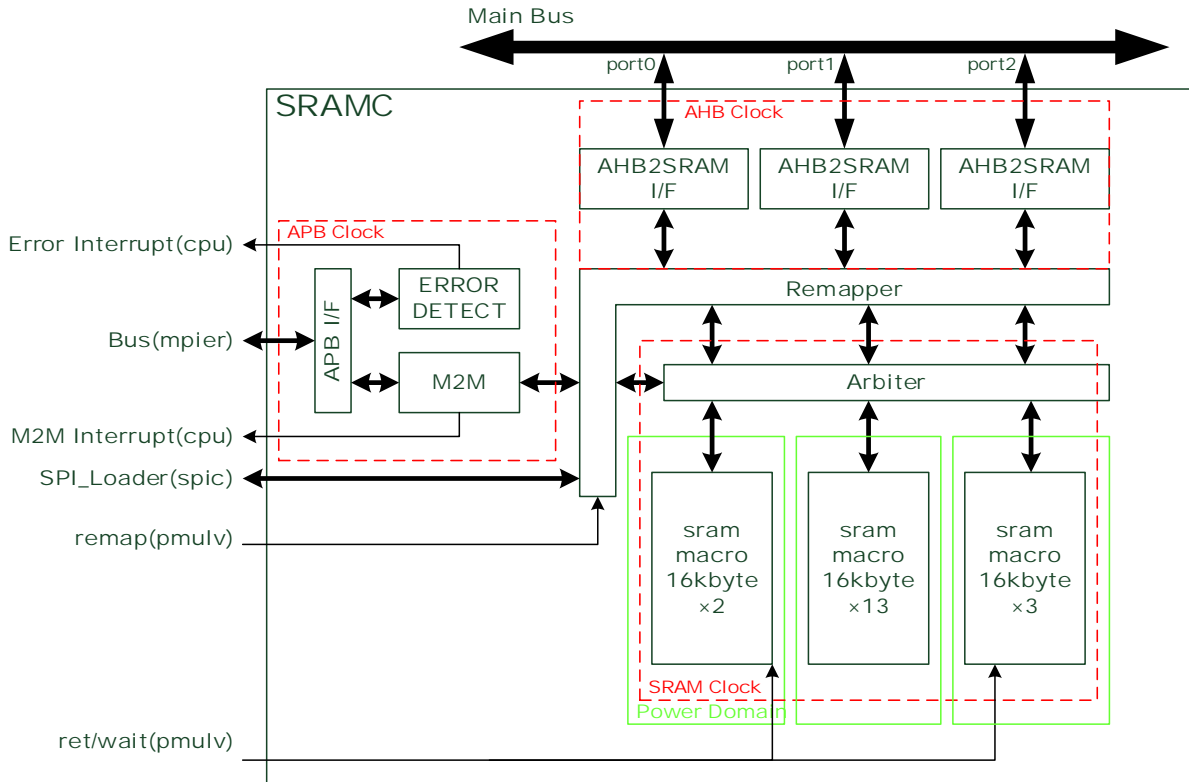 Main Bus
port0
port1
port2
SRAMC
AHB Clock
AHB2SRAM
I/F
AHB2SRAM
I/F
AHB2SRAM
I/F
APB Clock
Error Interrupt(cpu)
ERROR
DETECT
APB I/F
Remapper
Bus(mpier)
M2M
Arbiter
M2M Interrupt(cpu)
SPI_Loader(spic)
remap(pmulv)
sram
macro
16kbyte
×2
sram
macro
16kbyte
×13
sram
macro
16kbyte
×3
SRAM Clock
Power Domain
ret/wait(pmulv)